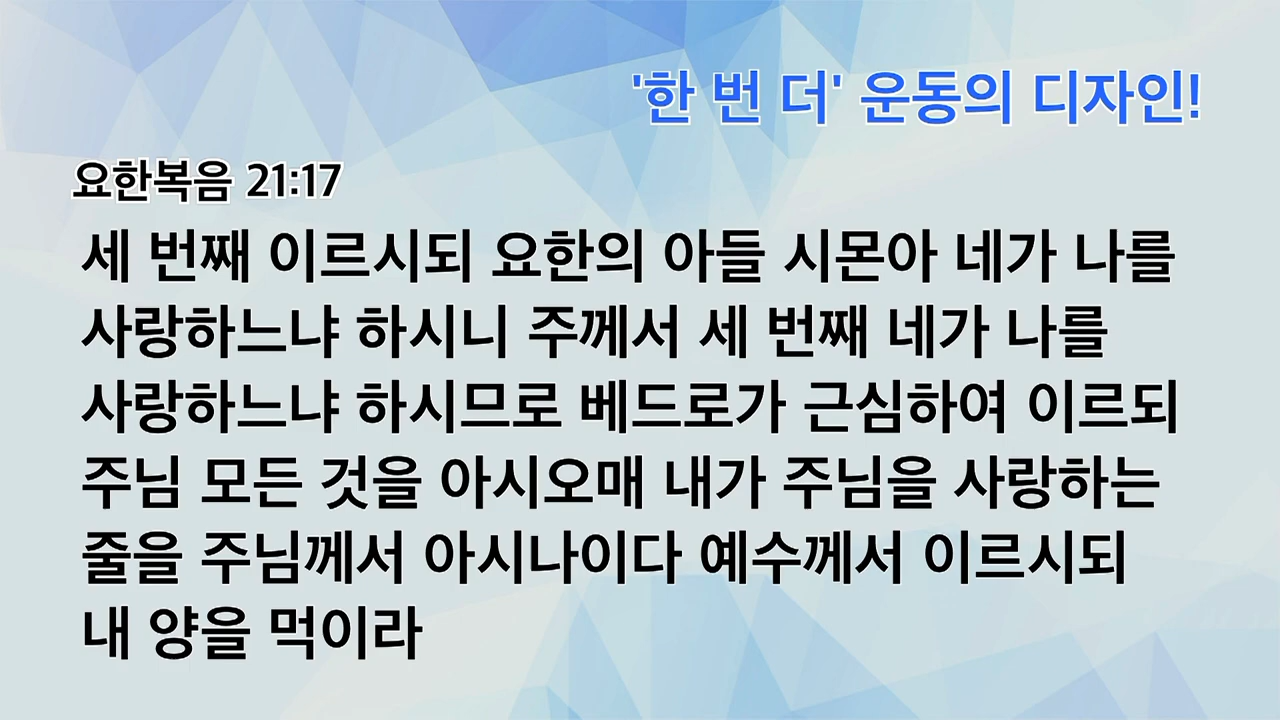 '한 번 더' 운동의 디자인!
요한복음 21:17
세 번째 이르시되 요한의 아들 시몬아 네가 나를
사랑하느냐 하시니 주께서 세 번째 네가 나를
사랑하느냐 하시므로 베드로가 근심하여 이르되
주님 모든 것을 아시오매 내가 주님을 사랑하는
줄을 주님께서 아시나이다 예수께서 이르시되
내 양을 먹이라